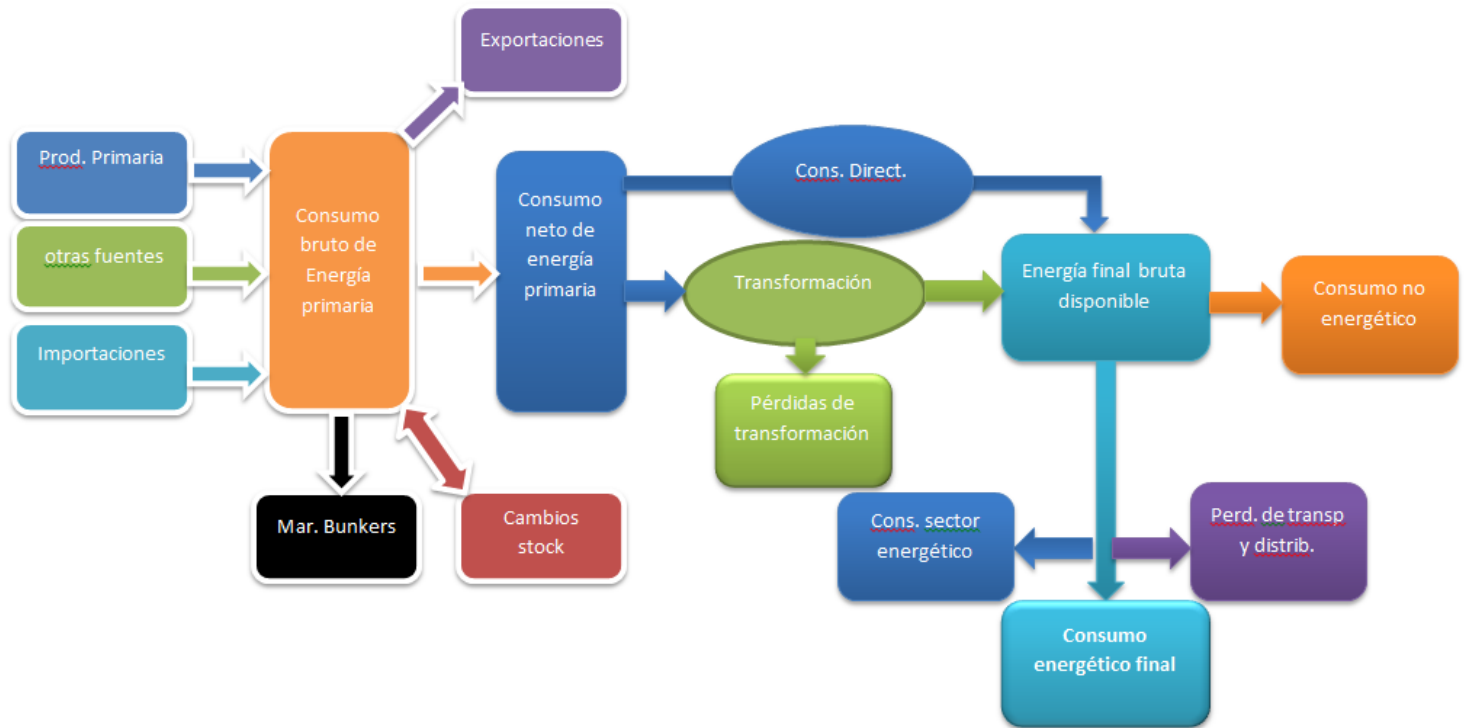 Exportaciones
Prod. Primaria
otras fuentes
Importaciones
Consumo
bruto de
Energía
primaria
Mar. Bunkers
Cambios
stock
Consumo
neto de
energía
primaria
Cons. Direct.
Transformación
Pérdidas de
transformación
Energía final bruta
disponible
Consumo no
energético
Cons. sector
energético
Perd. de transp
y distrib.
Consumo
energético final